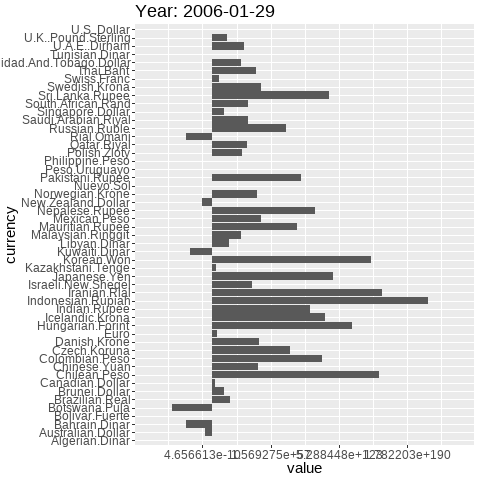 Year: 2006-01-29
U.S..Dollar
U.K..Pound.Sterling
U.A.E..Dirham
Tunisian.Dinar
idad.And.Tobago.Dollar
Thai.Baht
Swiss.Franc
Swedish.Krona
Sri.Lanka.Rupee
South.African.Rand
Singapore.Dollar
Saudi.Arabian.Riyal
Russian.Ruble
Rial.Omani
Qatar.Riyal
Polish.Zloty
Philippine.Peso
Peso.Uruguayo
Pakistani.Rupee
Nuevo.Sol
Norwegian.Krone
New.Zealand.Dollar
Nepalese.Rupee
Mexican.Peso
Mauritian.Rupee
Malaysian.Ringgit
Libyan.Dinar
Kuwaiti.Dinar
Korean.Won
Kazakhstani.Tenge
Japanese.Yen
Israeli.New.Sheqel
Iranian.Rial
Indonesian.Rupiah
Indian.Rupee
Icelandic.Krona
Hungarian.Forint
Euro
Danish.Krone
Czech.Koruna
Colombian.Peso
Chinese.Yuan
Chilean.Peso
Canadian.Dollar
Brunei.Dollar
Brazilian.Real
Botswana.Pula
Bolivar.Fuerte
Bahrain.Dinar
Australian.Dollar
Algerian.Dinar
currency
value